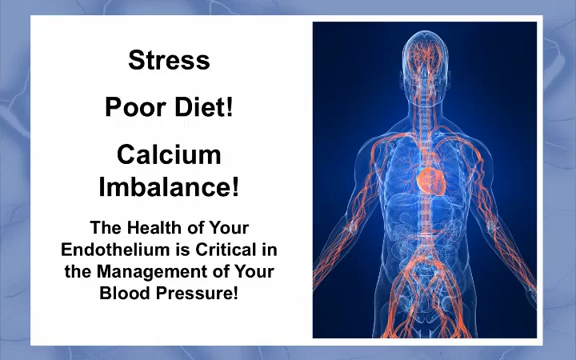 Stress
Poor Diet!
Calcium
Imbalance!
The Health of Your
Endothelium is Critical in
the Management of Your
Blood Pressure!